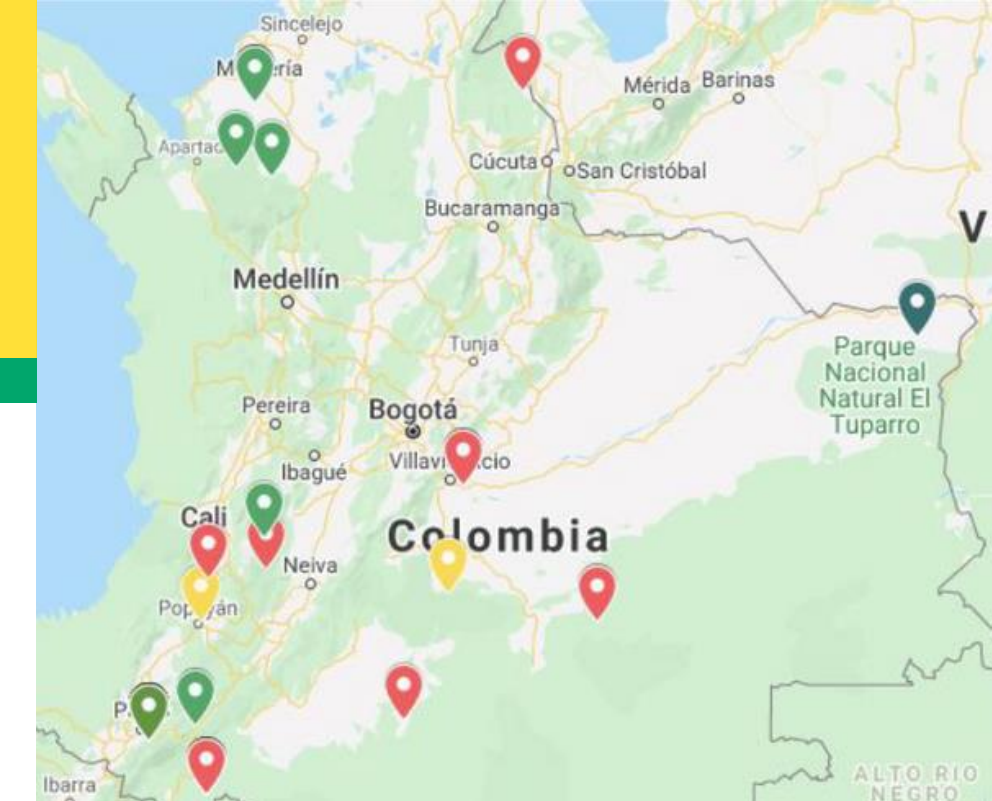 Sincelejo
Mérida
Barinas
Cúcuta
San Cristóbal
Bucaramanga
V
Medellín
Tunja
Parque
Nacional
Natural El
Tuparro
Pereira
Bogotá
Ibagué
Cali
Colombia
Neiva
Ibarra
ALTO RIO
NEGRO